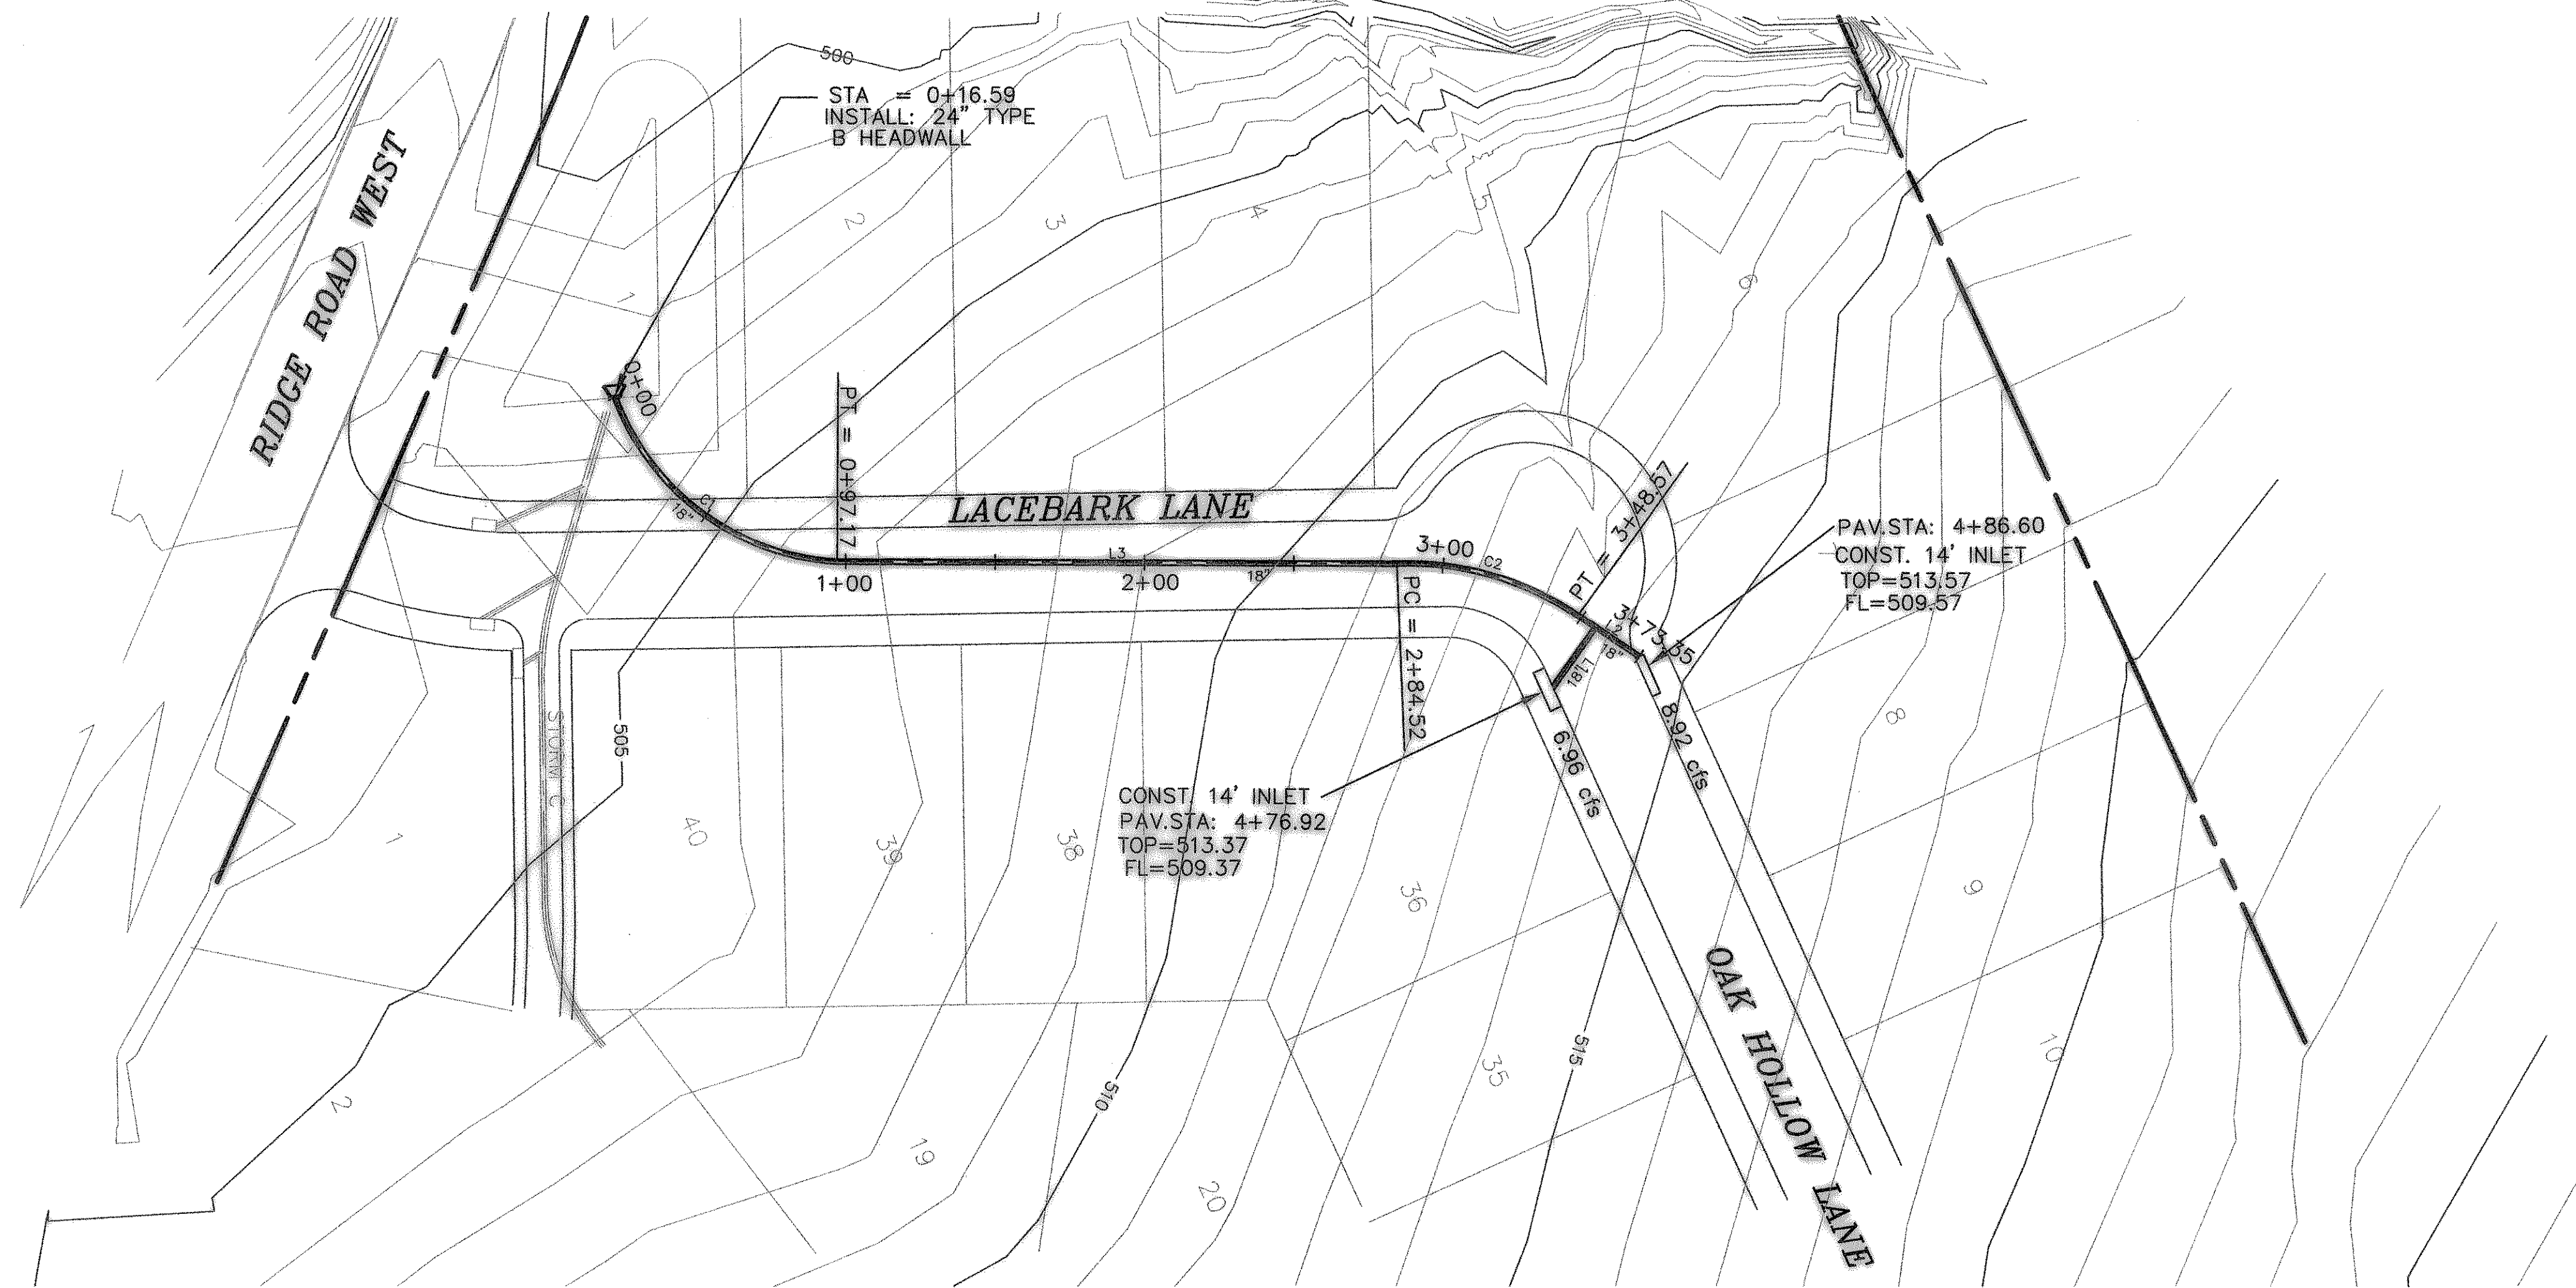 500
STA = 0+16.59
INSTALL: 24" TYPE
B HEADWALL
RIDGE ROAD WEST
1
2
3
4
5
6
0+00
C1
18"
PT = 0+97.17
LACEBARK LANE
L3
1+00
2+00
18"
3+00
C2
PC = 2+84.52
PT = 3+48.57
3+73.35
L2
18"
L1
18"
PAV.STA: 4+86.60
CONST. 14' INLET
TOP=513.57
FL=509.57
8.92 cfs
6.96 cfs
CONST. 14' INLET
PAV.STA: 4+76.92
TOP=513.37
FL=509.37
STORM C
505
1
40
39
38
36
8
9
10
35
515
510
2
19
20
OAK HOLLOW LANE